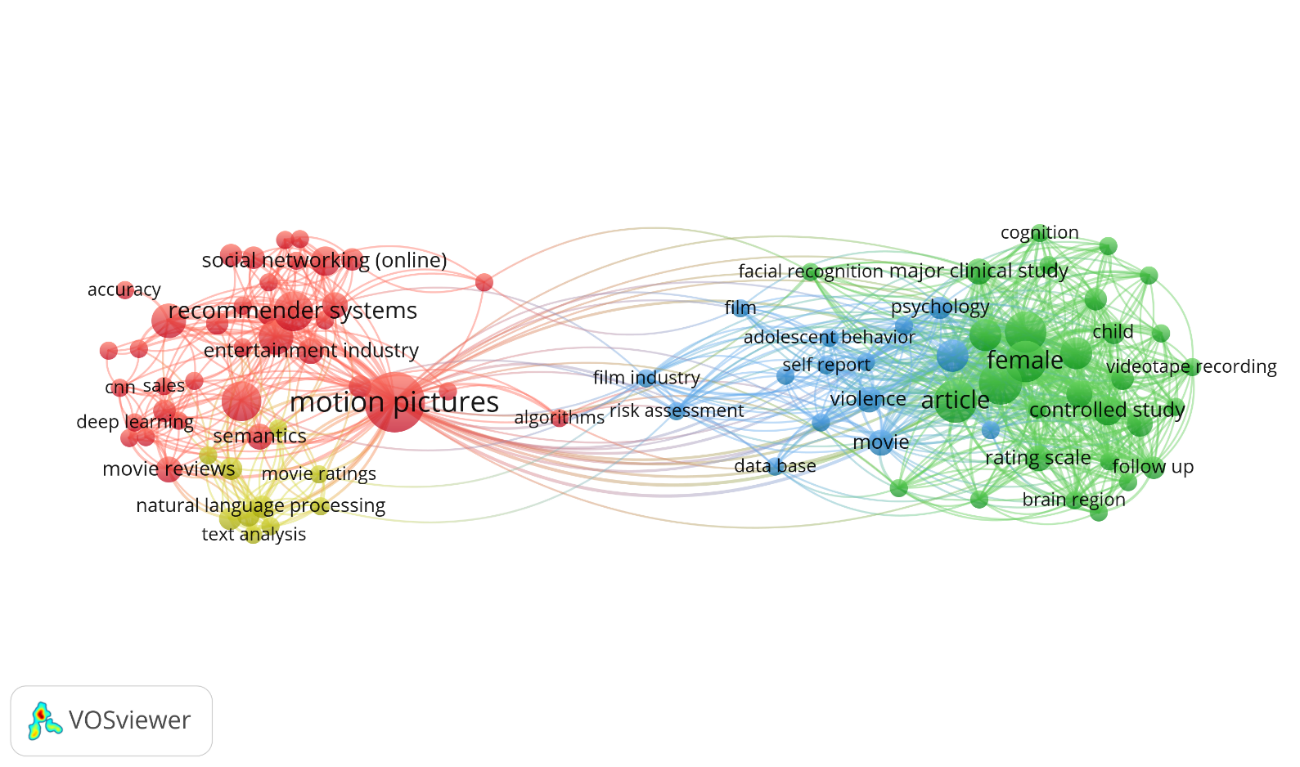 cognition
social networking (online)
facial recognition
major clinical study
accuracy
psychology
film
recommender systems
child
adolescent behavior
entertainment industry
female
self report
videotape recording
film industry
cnn
sales
violence
article
motion pictures
controlled study
risk assessment
algorithms
deep learning
semantics
movie
rating scale
data base
follow up
movie reviews
movie ratings
brain region
natural language processing
text analysis
VOSviewer